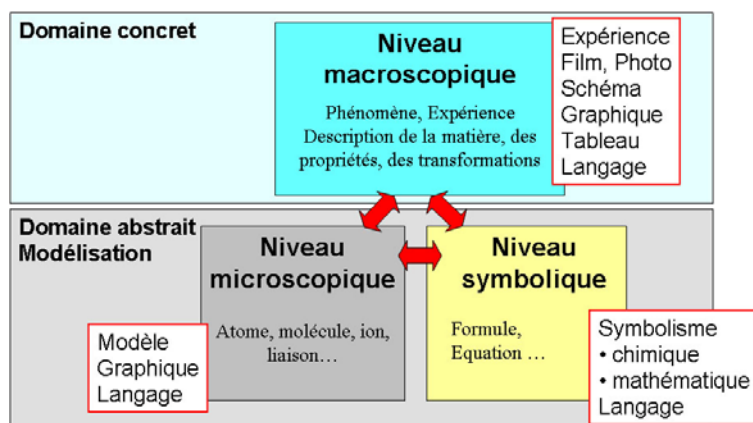 Domaine concret
Niveau
macroscopique
Phénomène, Expérience
Description de la matière, des
propriétés, des transformations
Expérience
Film, Photo
Schéma
Graphique
Tableau
Langage
Domaine abstrait
Modélisation
Niveau
microscopique
Atome, molécule, ion,
liaison…
Modèle
Graphique
Langage
Niveau
symbolique
Formule,
Equation …
Symbolisme
• chimique
• mathématique
Langage